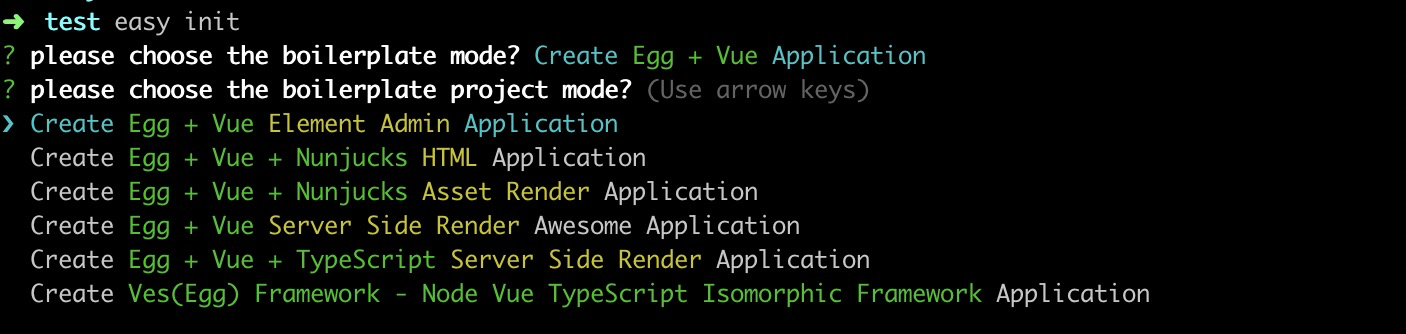 ➜ test easy init
? please choose the boilerplate mode? Create Egg + Vue Application
? please choose the boilerplate project mode? (Use arrow keys)
❯ Create Egg + Vue Element Admin Application
Create Egg + Vue + Nunjucks HTML Application
Create Egg + Vue + Nunjucks Asset Render Application
Create Egg + Vue Server Side Render Awesome Application
Create Egg + Vue + TypeScript Server Side Render Application
Create Ves(Egg) Framework - Node Vue TypeScript Isomorphic Framework Application